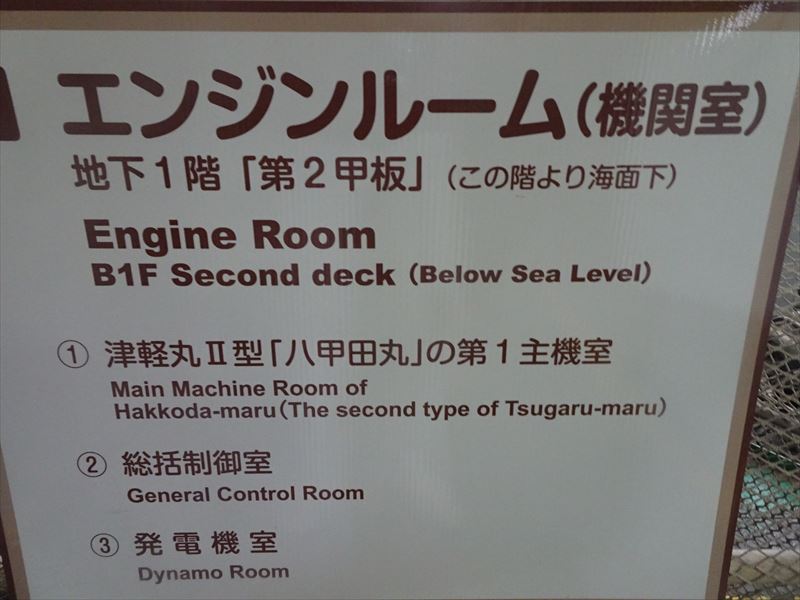 エンジンルーム(機関室)
地下1階「第2甲板」(この階より海面下)
Engine Room
B1F Second deck (Below Sea Level)
① 津軽丸Ⅱ型「八甲田丸」の第1主機室
Main Machine Room of
Hakkoda-maru(The second type of Tsugaru-maru)
② 総括制御室
General Control Room
③ 発電機室
Dynamo Room